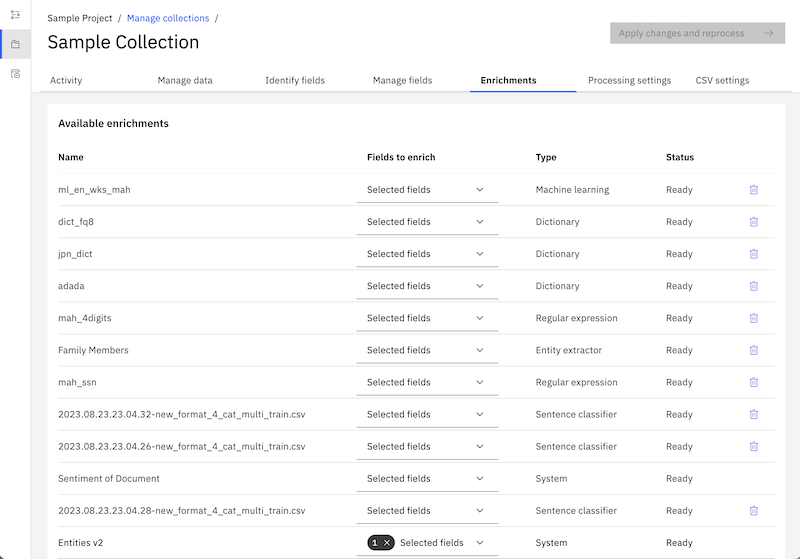 Sample Project / Manage collections /
Sample Collection
Apply changes and reprocess
Activity Manage data Identify fields Manage fields Enrichments Processing settings CSV settings
Available enrichments
Name Fields to enrich Type Status
ml_en_wks_mah Selected fields Machine learning Ready
dict_fq8 Selected fields Dictionary Ready
jpn_dict Selected fields Dictionary Ready
adada Selected fields Dictionary Ready
mah_4digits Selected fields Regular expression Ready
Family Members Selected fields Entity extractor Ready
mah_ssn Selected fields Regular expression Ready
2023.08.23.23.04.32-new_format_4_cat_multi_train.csv Selected fields Sentence classifier Ready
2023.08.23.23.04.26-new_format_4_cat_multi_train.csv Selected fields Sentence classifier Ready
Sentiment of Document Selected fields System Ready
2023.08.23.23.04.28-new_format_4_cat_multi_train.csv Selected fields Sentence classifier Ready
Entities v2 1 × Selected fields System Ready